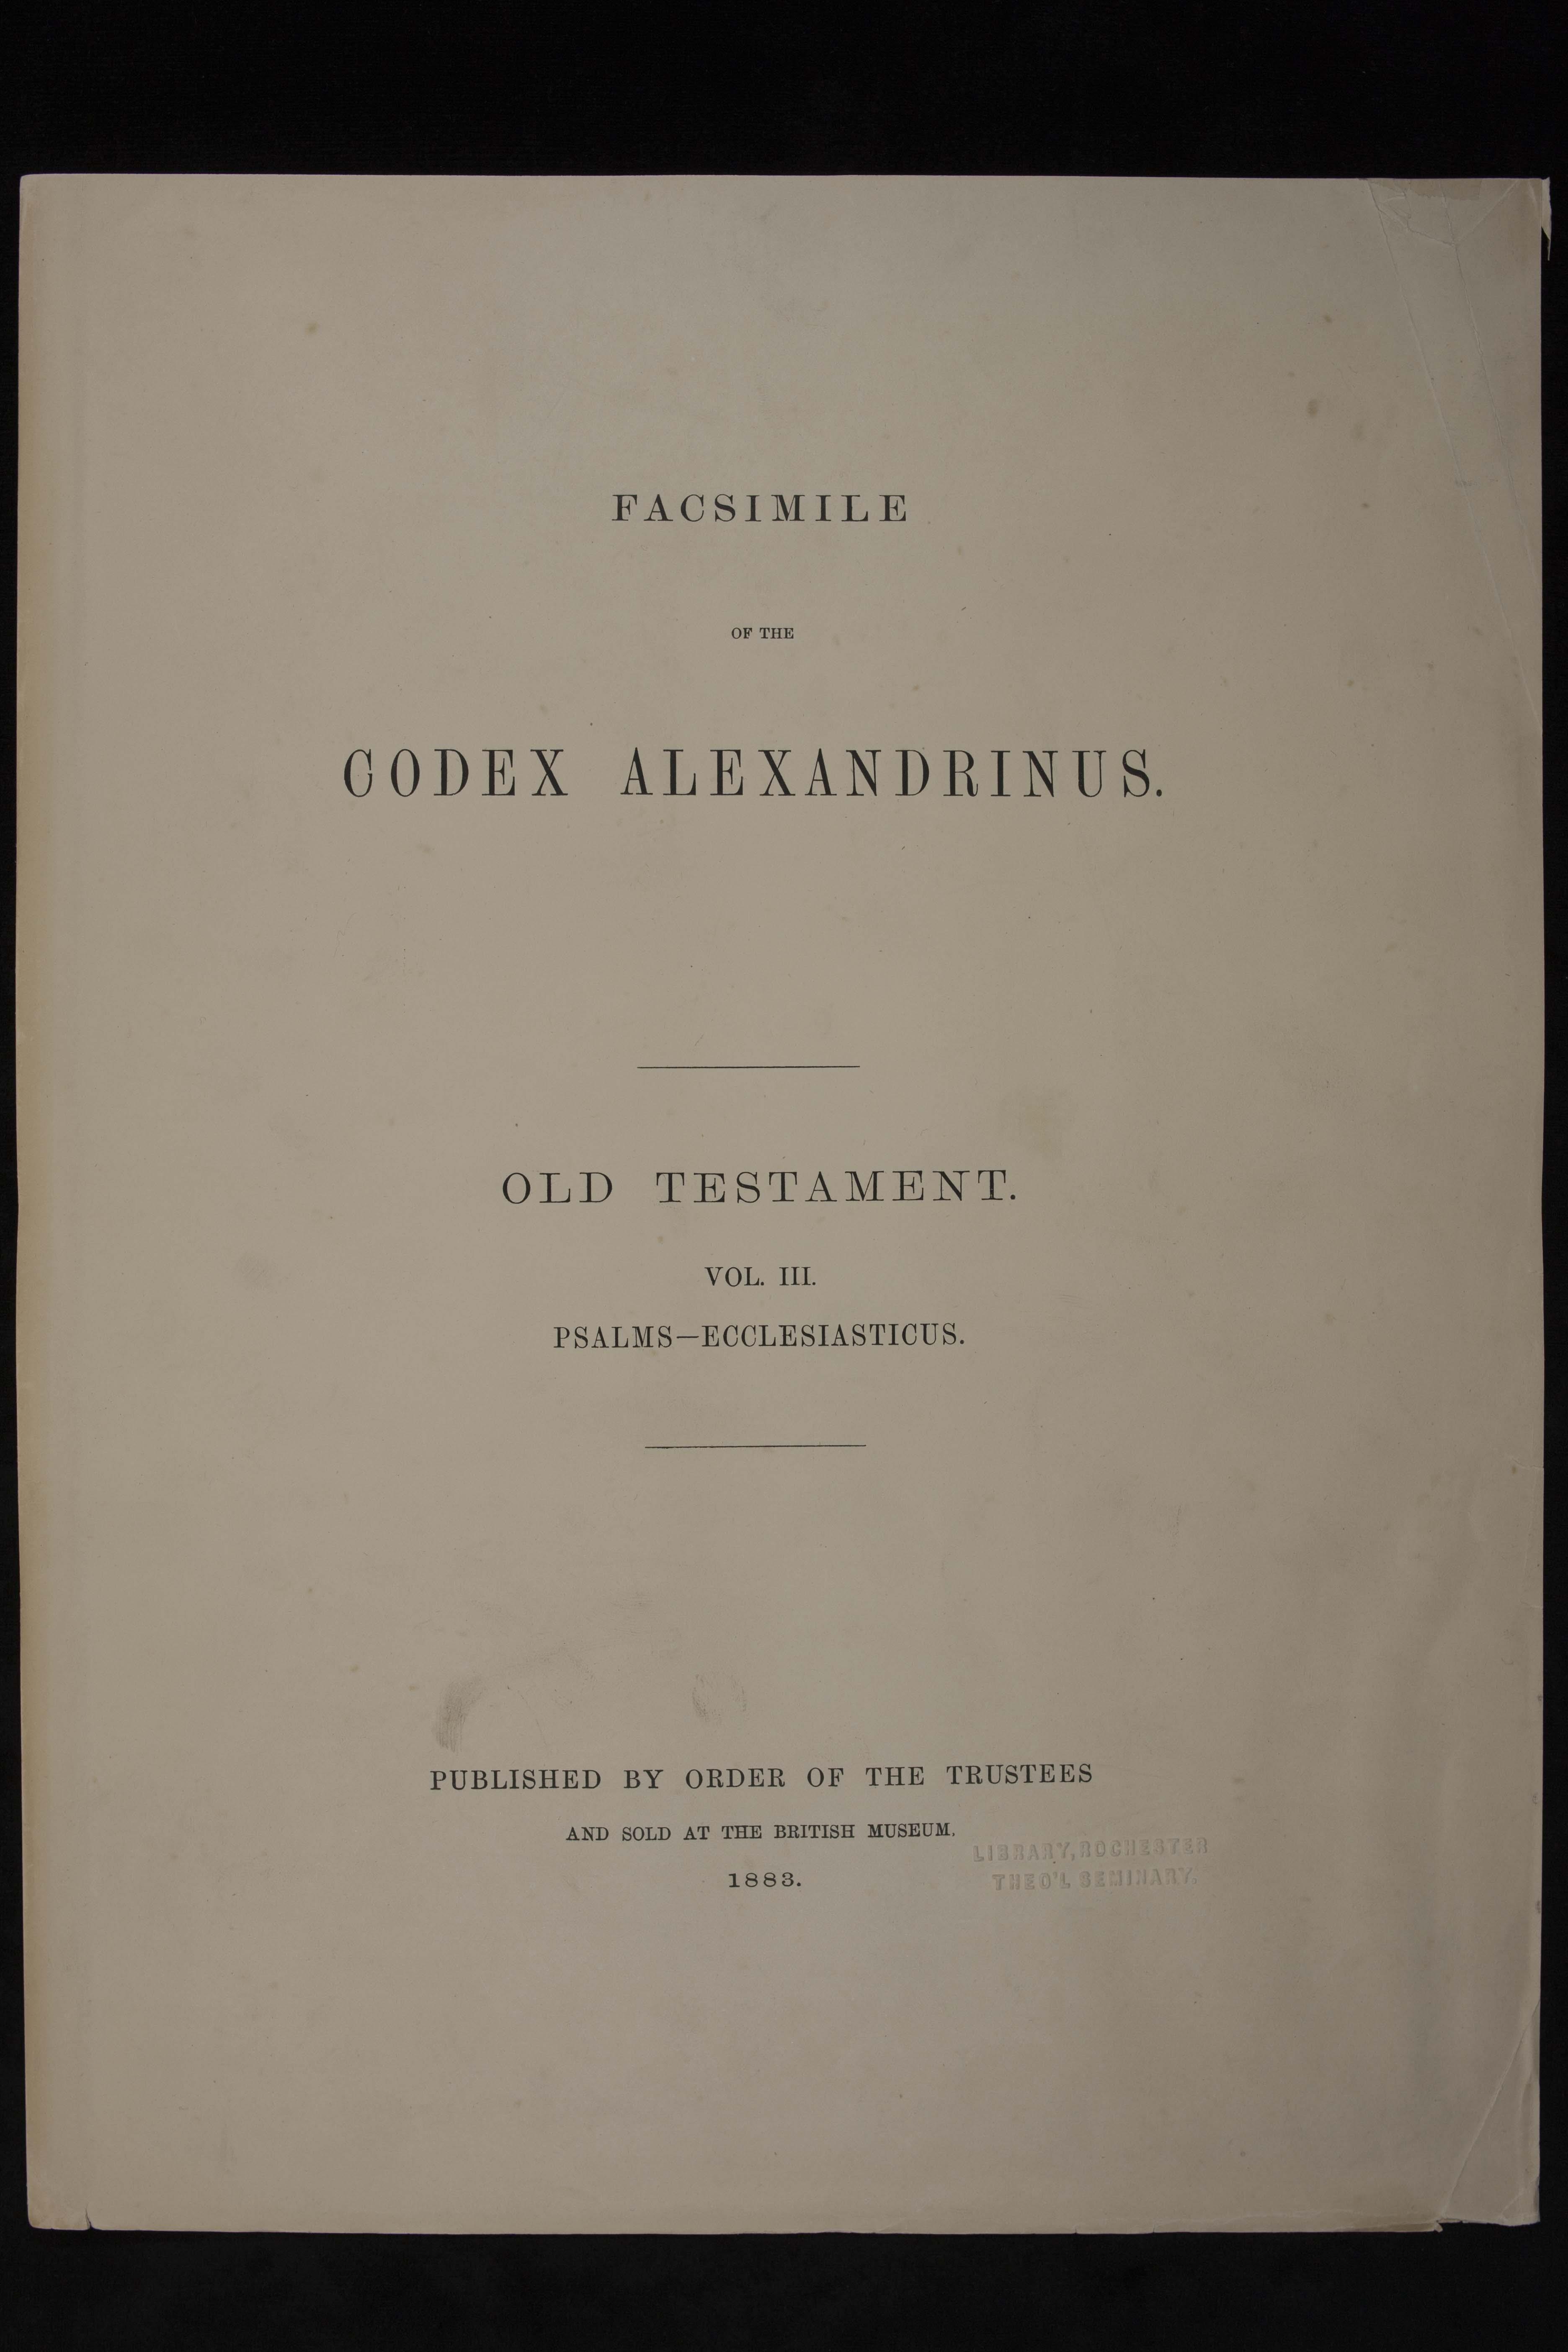 FACSIMILE
OF THE
CODEX ALEXANDRINUS.
OLD TESTAMENT.
VOL. III.
PSALMS—ECCLESIASTICUS.
PUBLISHED BY ORDER OF THE TRUSTEES
AND SOLD AT THE BRITISH MUSEUM.
1883.
LIBRARY, ROCHESTER
THEO'L SEMINARY.